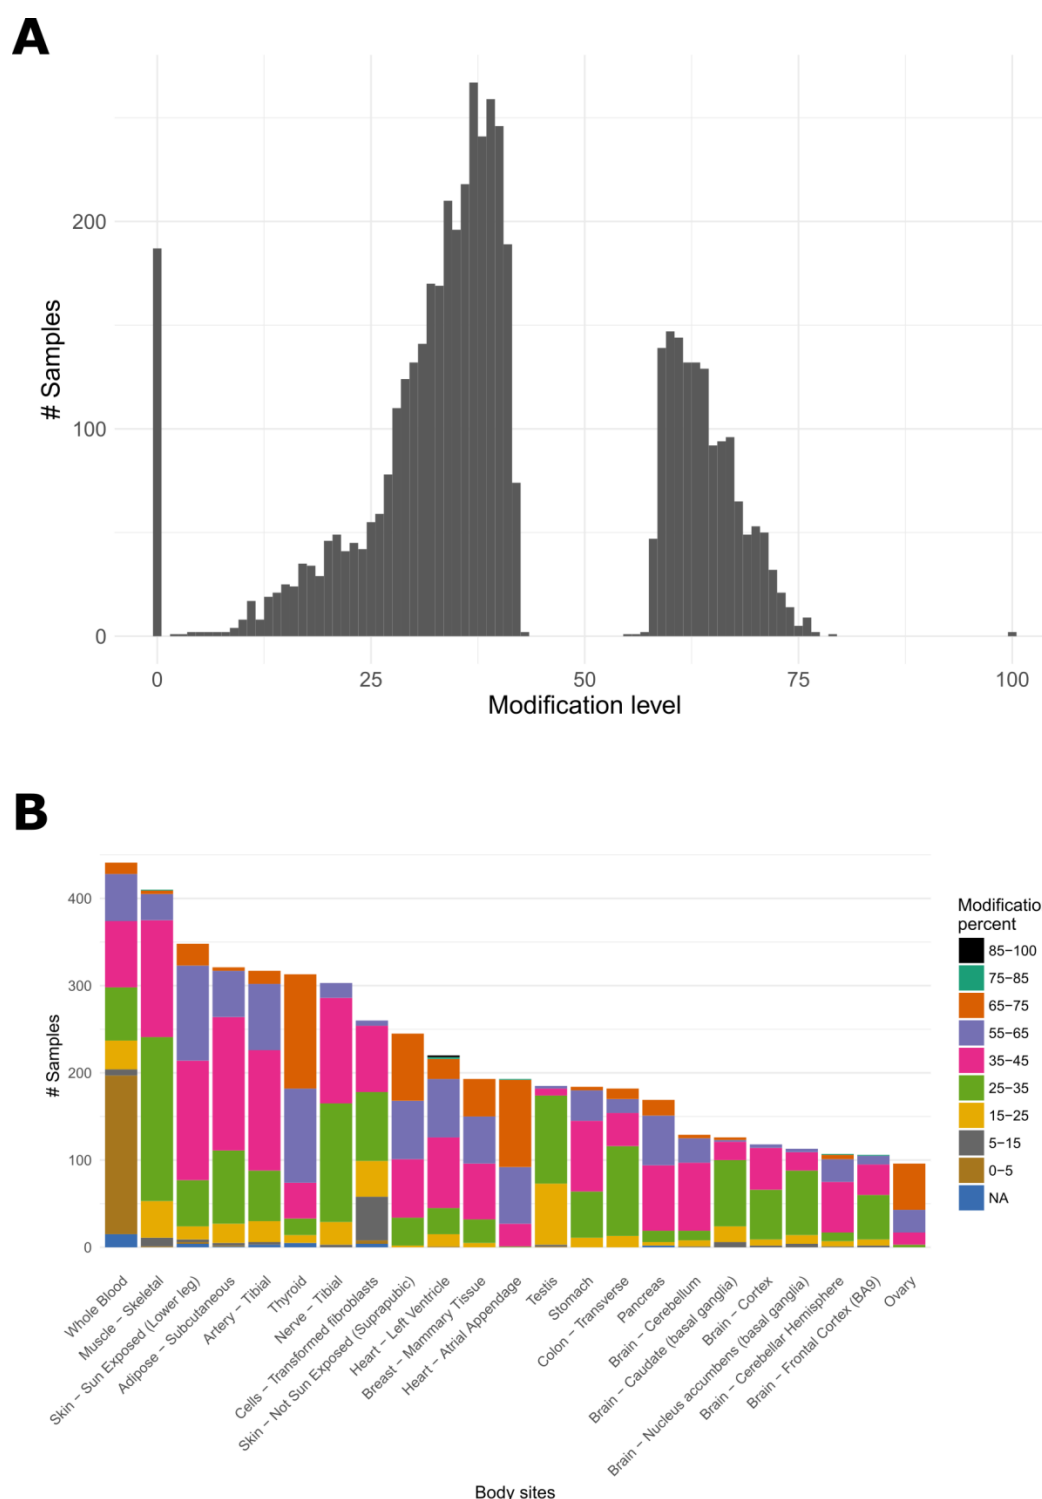 A
# Samples
200
100
0
0
25
50
75
100
Modification level
B
# Samples
400
300
200
100
0
Whole Blood
Muscle − Skeletal
Skin − Sun Exposed (Lower leg)
Adipose − Subcutaneous
Artery − Tibial
Thyroid
Nerve − Tibial
Cells − Transformed fibroblasts
Skin − Not Sun Exposed (Suprapubic)
Heart − Left Ventricle
Breast − Mammary Tissue
Heart − Atrial Appendage
Testis
Stomach
Colon − Transverse
Pancreas
Brain − Cerebellum
Brain − Caudate (basal ganglia)
Brain − Cortex
Brain − Nucleus accumbens (basal ganglia)
Brain − Cerebellar Hemisphere
Brain − Frontal Cortex (BA9)
Ovary
Body sites
Modificatio
percent
85−100
75−85
65−75
55−65
35−45
25−35
15−25
5−15
0−5
NA